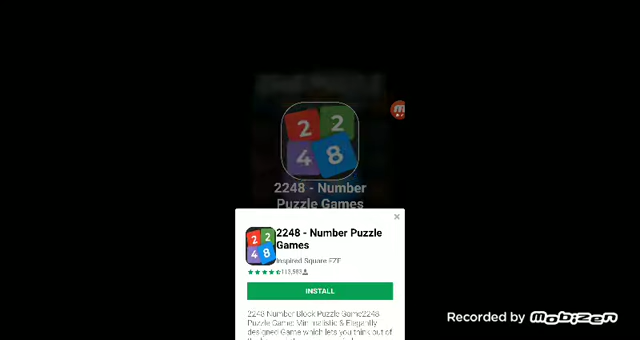 2 2
4 8
2248 - Number
Puzzle Games
2248 - Number Puzzle
Games
2 2
4 8
Inspired Square FZE
INSTALL
2248 Number Block Puzzle Game2248
Puzzle Game: Minimalistic & Elegantly
designed Game which lets you think out of
Recorded by Mobizen